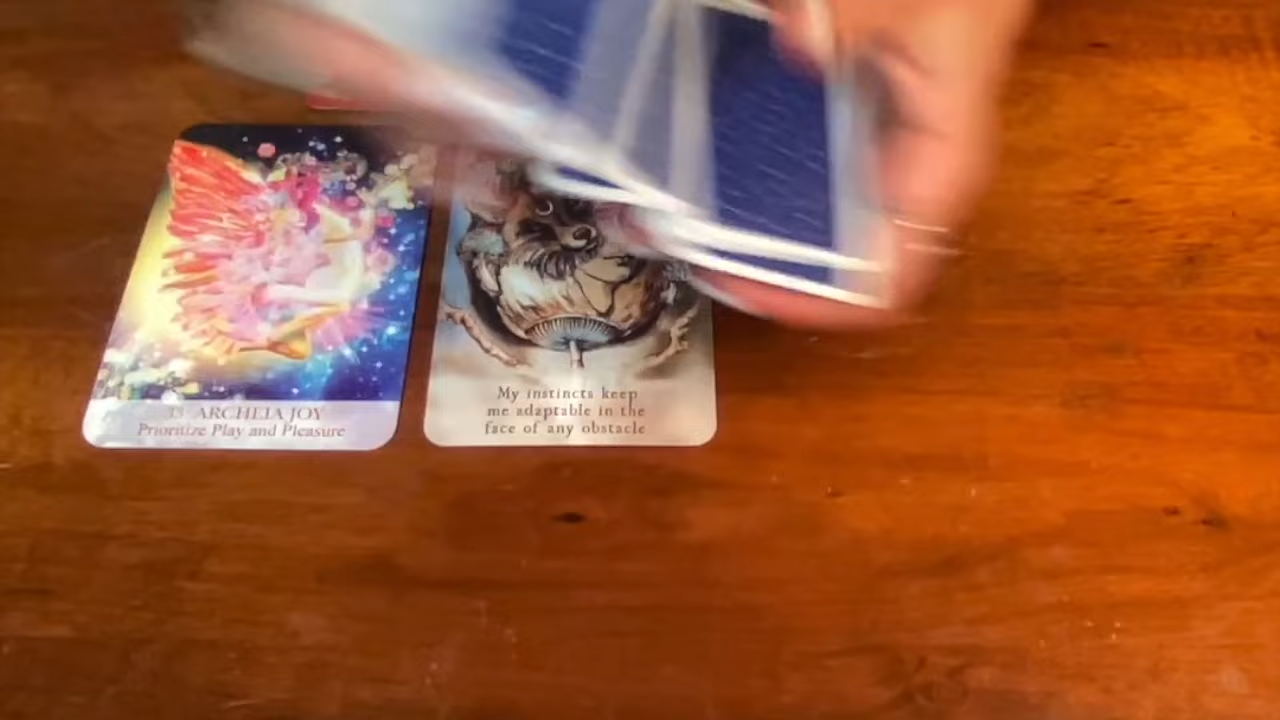 ARCHEIA JOY
Prioritize Play and Pleasure
My instincts keep
me adaptable in the
face of any obstacle